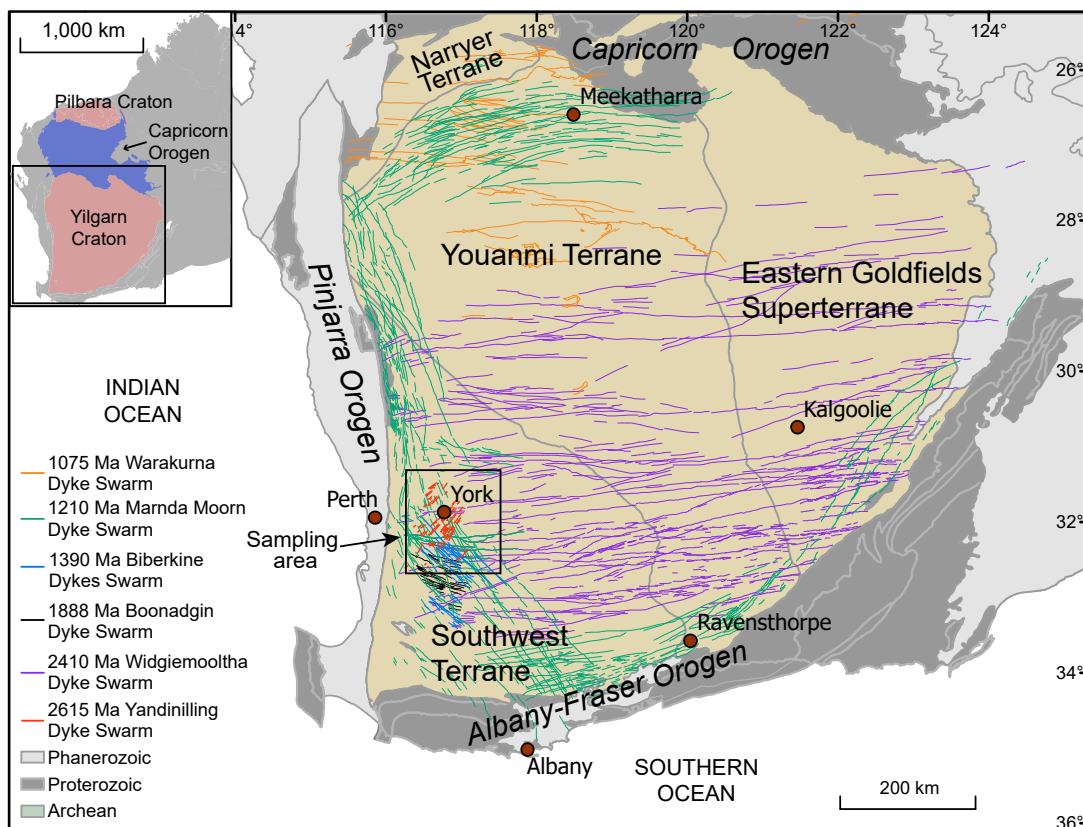 1,000 km
Pilbara Craton
Capricorn
Orogen
Yilgarn
Craton
4°
116°
118°
120°
122°
124°
26°
28°
30°
32°
34°
36°
Narryer
Terrane
Capricorn Orogen
Meekatharra
Youanmi Terrane
Eastern Goldfields
Superterrane
Pinjarra Orogen
Kalgoolie
INDIAN
OCEAN
Perth
York
Sampling
area
Southwest
Terrane
Ravensthorpe
Albany-Fraser Orogen
Albany
SOUTHERN
OCEAN
200 km
1075 Ma Warakurna
Dyke Swarm
1210 Ma Marnda Moorn
Dyke Swarm
1390 Ma Biberkine
Dykes Swarm
1888 Ma Boonadgin
Dyke Swarm
2410 Ma Widgiemooltha
Dyke Swarm
2615 Ma Yandinilling
Dyke Swarm
Phanerozoic
Proterozoic
Archean